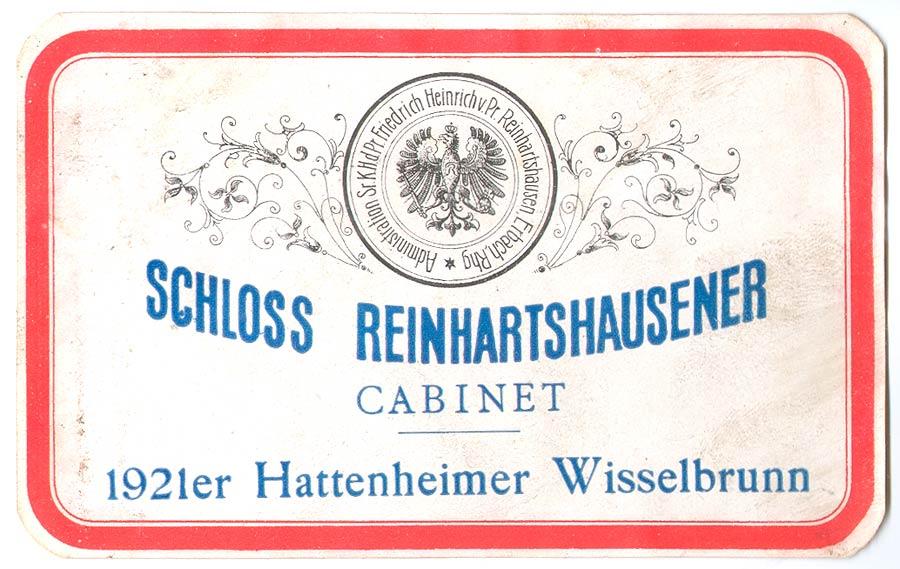 Administration Sr.K.H.d.Pr. Friedrich Heinrich v. Pr. Reinhartshausen Erbach, Rhg.
SCHLOSS REINHARTSHAUSENER
CABINET
1921er Hattenheimer Wisselbrunn